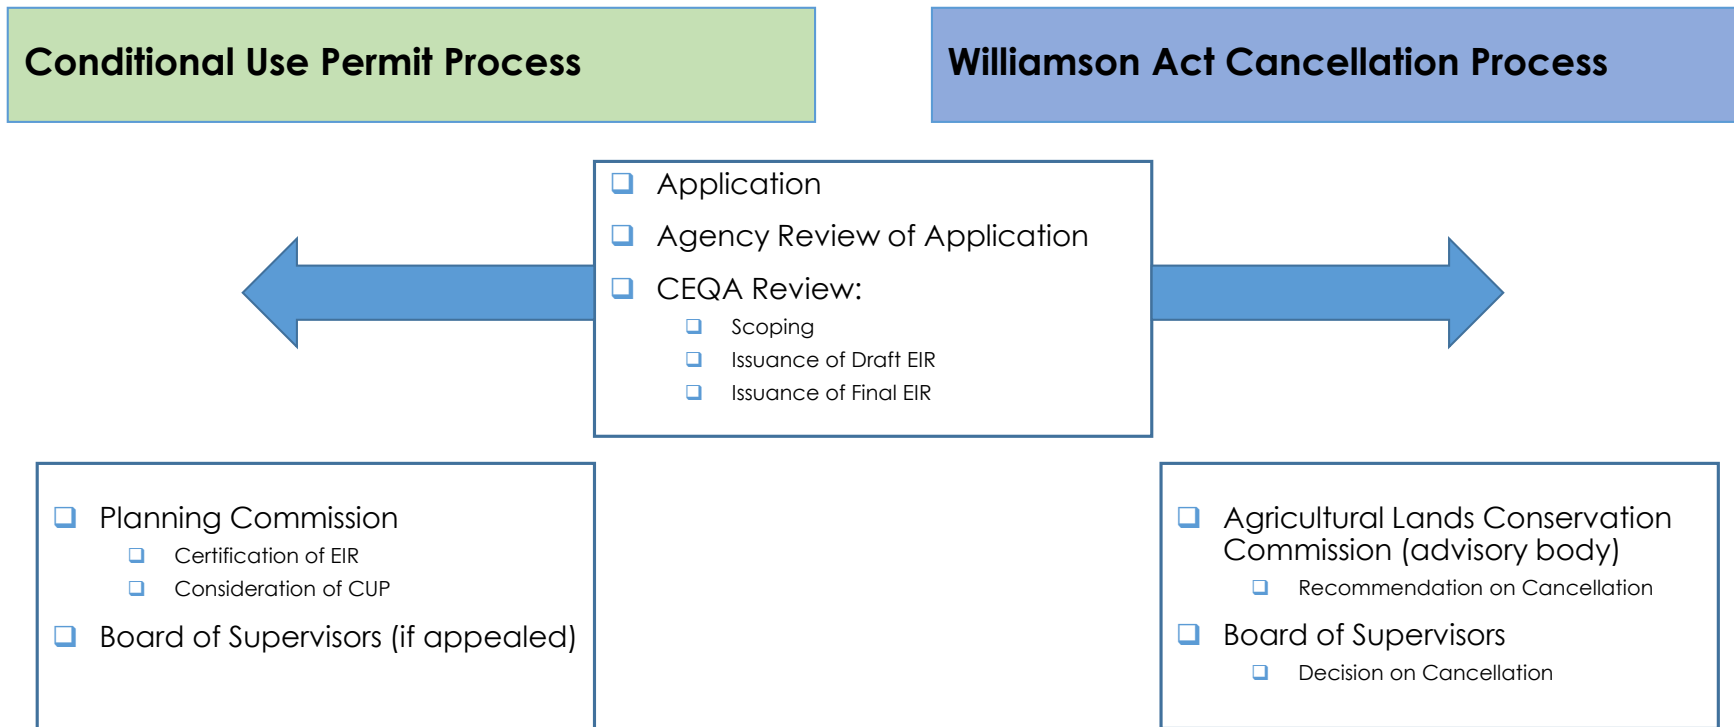 Conditional Use Permit Process
Williamson Act Cancellation Process
Application
Agency Review of Application
CEQA Review:
Scoping
Issuance of Draft EIR
Issuance of Final EIR
Planning Commission
Certification of EIR
Consideration of CUP
Board of Supervisors (if appealed)
Agricultural Lands Conservation
Commission (advisory body)
Recommendation on Cancellation
Board of Supervisors
Decision on Cancellation